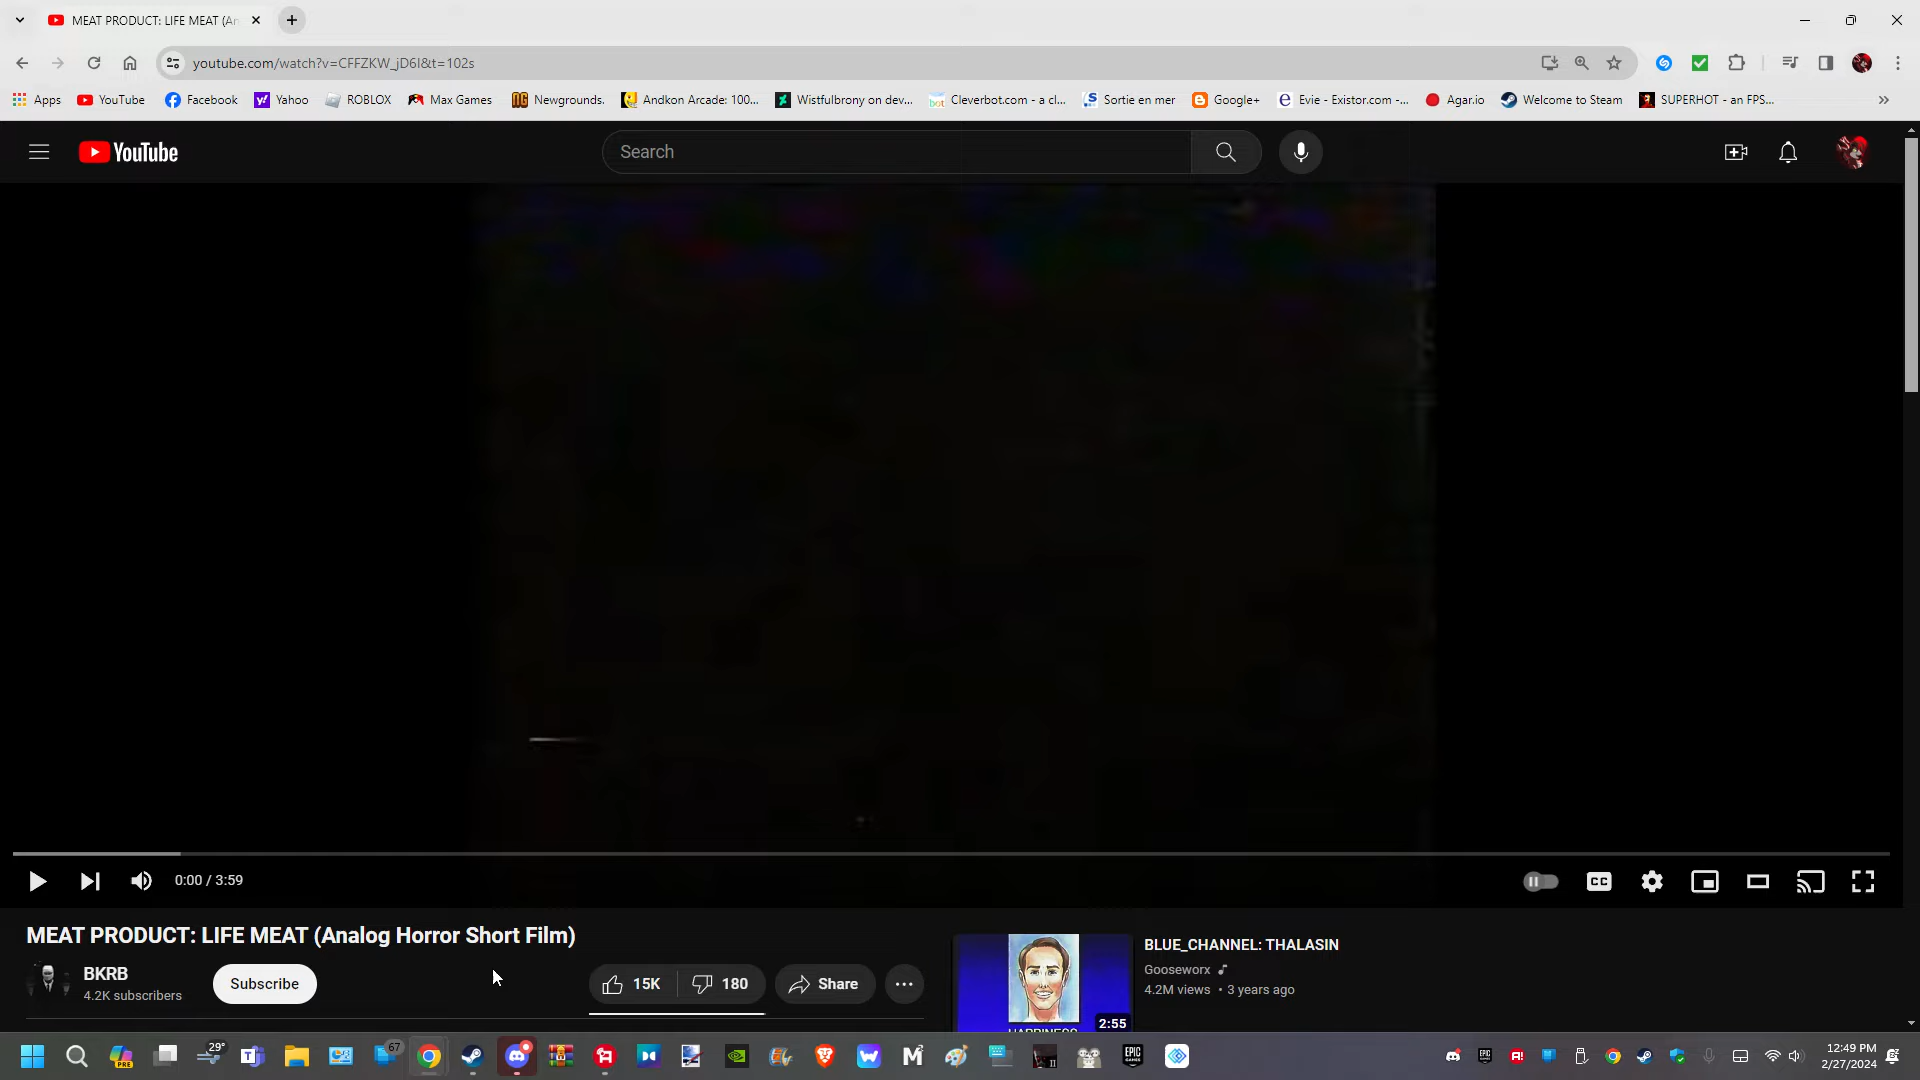 MEAT PRODUCT: LIFE MEAT (An
youtube.com/watch?v=CFFZKW_jD6I&t=102s
Apps YouTube Facebook Yahoo ROBLOX Max Games Newgrounds. Andkon Arcade: 100... Wistfulbrony on dev... Cleverbot.com - a cl... Sortie en mer Google+ Evie - Existor.com -... Agar.io Welcome to Steam SUPERHOT - an FPS...
YouTube
Search
0:00 / 3:59
CC
MEAT PRODUCT: LIFE MEAT (Analog Horror Short Film)
BKRB
4.2K subscribers
Subscribe
15K
180
Share
BLUE_CHANNEL: THALASIN
Gooseworx
4.2M views • 3 years ago
2:55
29°
PRE
67
EPIC
12:49 PM
2/27/2024